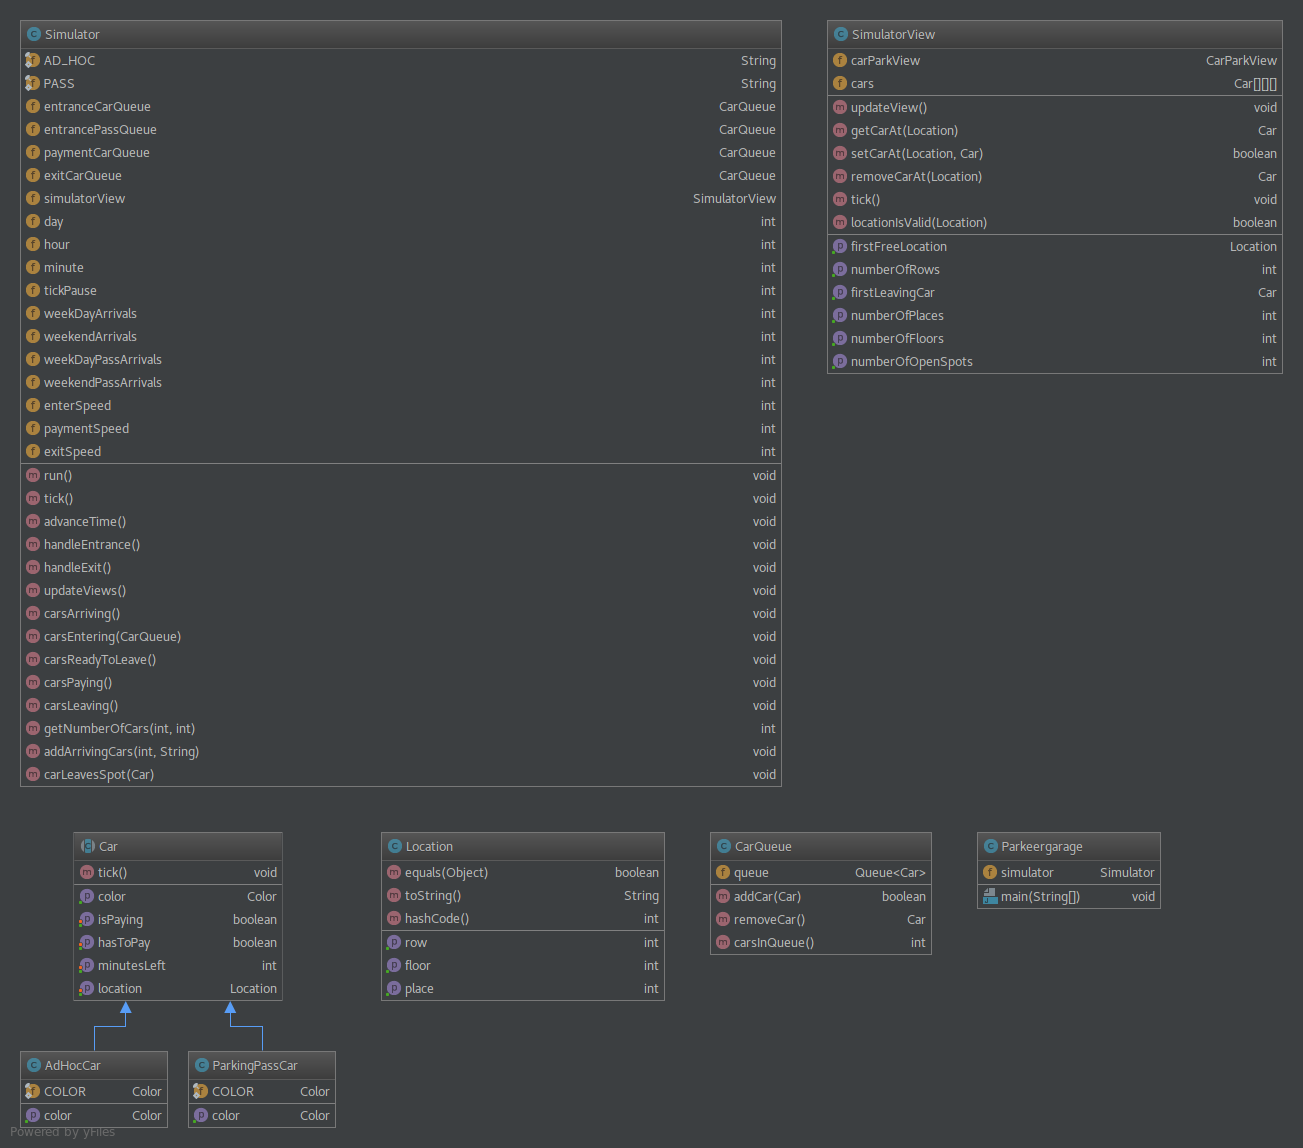 Simulator
AD_HOC String
PASS String
entranceCarQueue CarQueue
entrancePassQueue CarQueue
paymentCarQueue CarQueue
exitCarQueue CarQueue
simulatorView SimulatorView
day int
hour int
minute int
tickPause int
weekDayArrivals int
weekendArrivals int
weekDayPassArrivals int
weekendPassArrivals int
enterSpeed int
paymentSpeed int
exitSpeed int
run() void
tick() void
advanceTime() void
handleEntrance() void
handleExit() void
updateViews() void
carsArriving() void
carsEntering(CarQueue) void
carsReadyToLeave() void
carsPaying() void
carsLeaving() void
getNumberOfCars(int, int) int
addArrivingCars(int, String) void
carLeavesSpot(Car) void
SimulatorView
carParkView CarParkView
cars Car[][][]
updateView() void
getCarAt(Location) Car
setCarAt(Location, Car) boolean
removeCarAt(Location) Car
tick() void
locationIsValid(Location) boolean
firstFreeLocation Location
numberOfRows int
firstLeavingCar Car
numberOfPlaces int
numberOfFloors int
numberOfOpenSpots int
Car
tick() void
color Color
isPaying boolean
hasToPay boolean
minutesLeft int
location Location
Location
equals(Object) boolean
toString() String
hashCode() int
row int
floor int
place int
CarQueue
queue Queue<Car>
addCar(Car) boolean
removeCar() Car
carsInQueue() int
Parkeergarage
simulator Simulator
main(String[]) void
AdHocCar
COLOR Color
color Color
ParkingPassCar
COLOR Color
color Color
Powered by yFiles